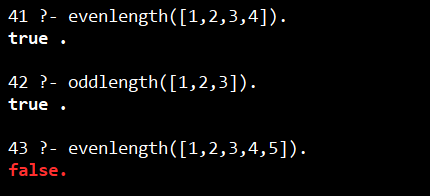 41 ?- evenlength([1,2,3,4]).
true .
42 ?- oddlength([1,2,3]).
true .
43 ?- evenlength([1,2,3,4,5]).
false.